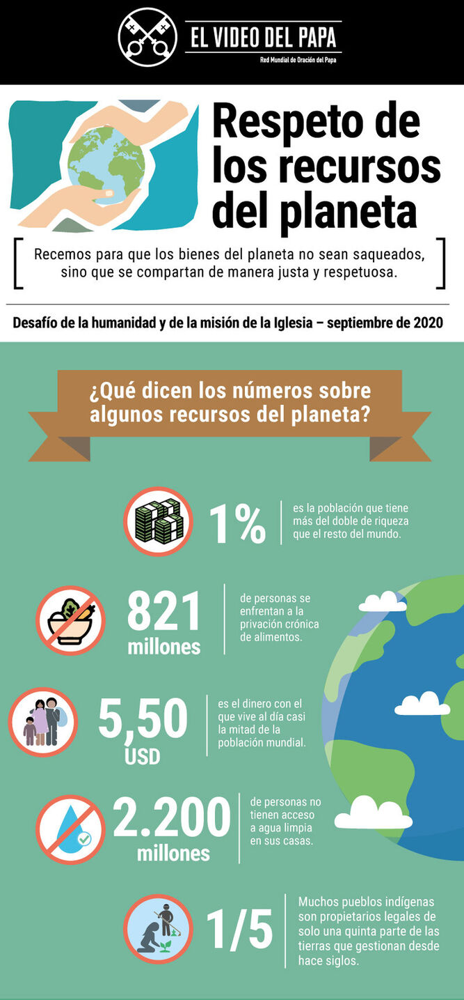 EL VIDEO DEL PAPA
Red Mundial de Oración del Papa
Respeto de
los recursos
del planeta
Recemos para que los bienes del planeta no sean saqueados,
sino que se compartan de manera justa y respetuosa.
Desafío de la humanidad y de la misión de la Iglesia – septiembre de 2020
¿Qué dicen los números sobre
algunos recursos del planeta?
1%
es la población que tiene
más del doble de riqueza
que el resto del mundo.
821
millones
de personas se
enfrentan a la
privación crónica
de alimentos.
5,50
USD
es el dinero con el
que vive al día casi
la mitad de la
población mundial.
2.200
millones
de personas no
tienen acceso
a agua limpia
en sus casas.
1/5
Muchos pueblos indígenas
son propietarios legales de
solo una quinta parte de las
tierras que gestionan desde
hace siglos.